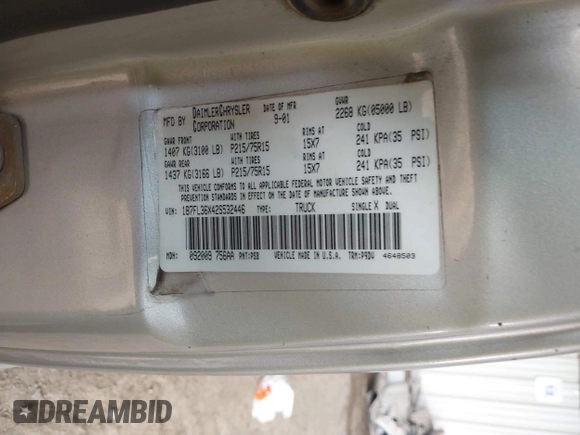 MFD BY DAIMLERCHRYSLER CORPORATION DATE OF MFR 9-01 GVWR 2268 KG(05000 LB)
GAWR FRONT WITH TIRES RIMS AT COLD
1407 KG(3100 LB) P215/75R15 15X7 241 KPA(35 PSI)
GAWR REAR WITH TIRES RIMS AT COLD
1437 KG(3166 LB) P215/75R15 15X7 241 KPA(35 PSI)
THIS VEHICLE CONFORMS TO ALL APPLICABLE FEDERAL MOTOR VEHICLE SAFETY AND THEFT
PREVENTION STANDARDS IN EFFECT ON THE DATE OF MANUFACTURE SHOWN ABOVE.
VIN: 1B7FL36X42S532446 TYPE: TRUCK SINGLE X DUAL
MDH: 092009 756AA PNT:PSB VEHICLE MADE IN U.S.A. TRM:P9DV 4648503
DREAMBID